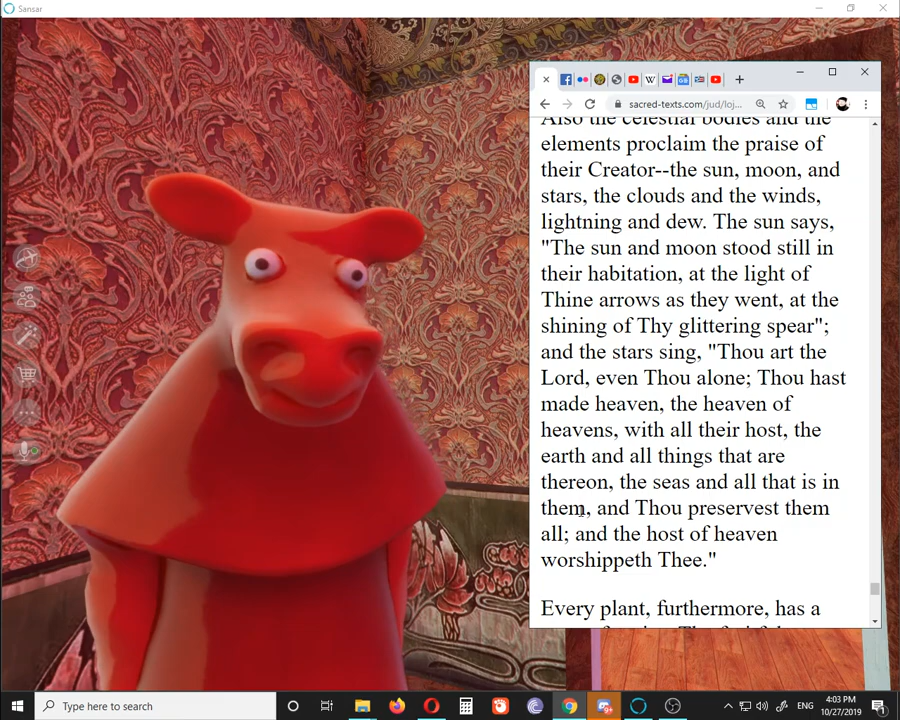 Sansar
sacred-texts.com/jud/loj...
Also the celestial bodies and the
elements proclaim the praise of
their Creator--the sun, moon, and
stars, the clouds and the winds,
lightning and dew. The sun says,
"The sun and moon stood still in
their habitation, at the light of
Thine arrows as they went, at the
shining of Thy glittering spear";
and the stars sing, "Thou art the
Lord, even Thou alone; Thou hast
made heaven, the heaven of
heavens, with all their host, the
earth and all things that are
thereon, the seas and all that is in
them, and Thou preservest them
all; and the host of heaven
worshippeth Thee."
Every plant, furthermore, has a
Type here to search
ENG
4:03 PM
10/27/2019